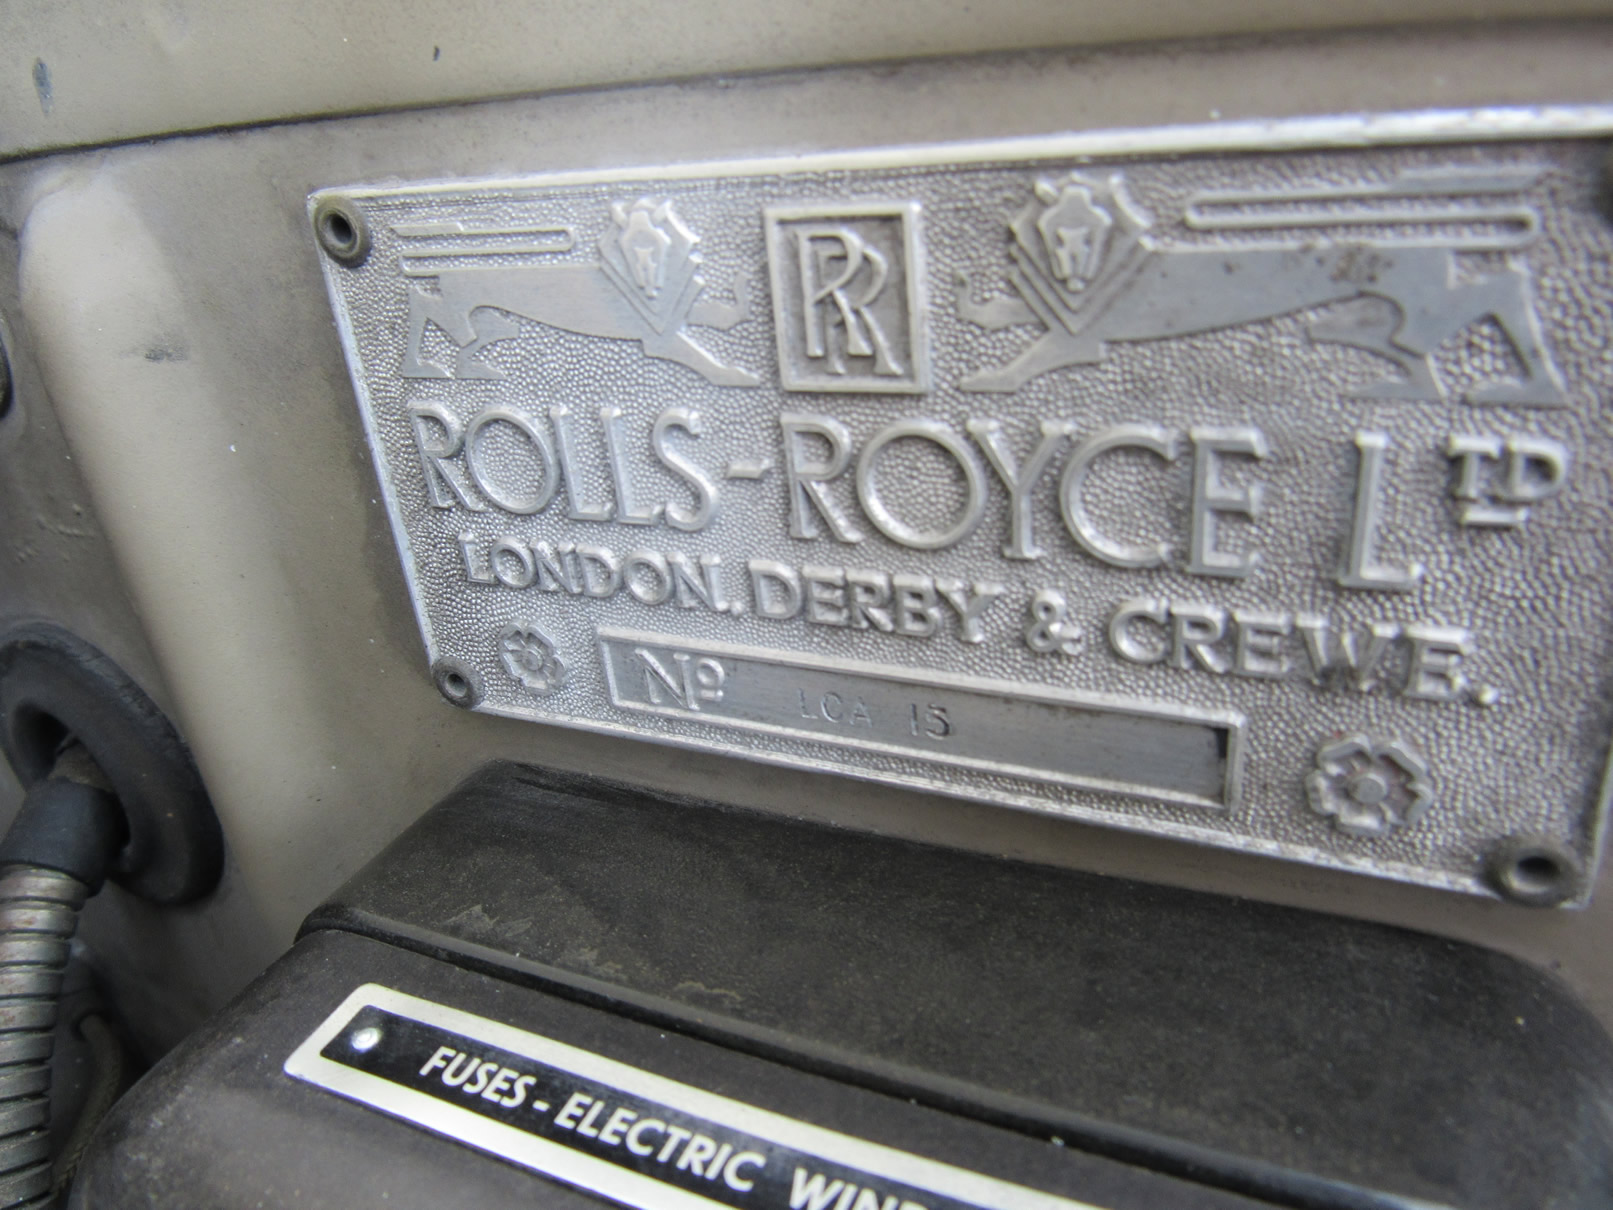 RR
ROLLS-ROYCE LTD
LONDON, DERBY & CREWE.
No LCA 15
FUSES - ELECTRIC